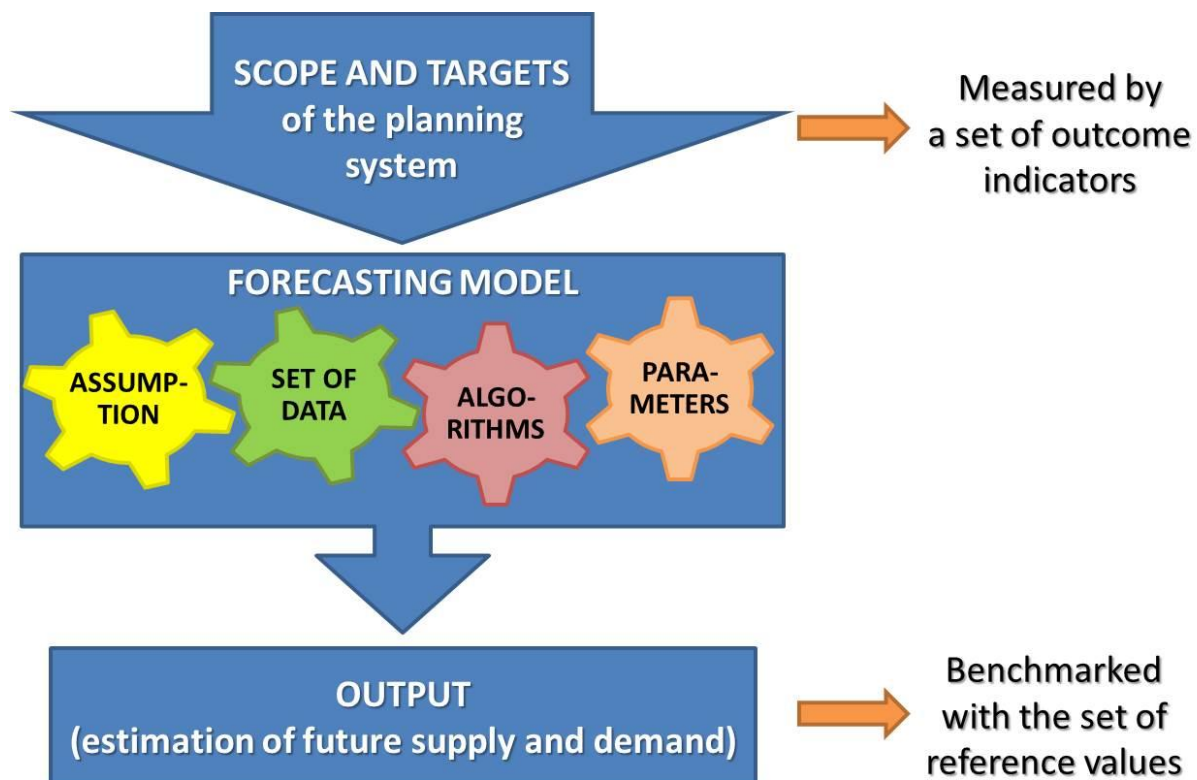 SCOPE AND TARGETS
of the planning
system
Measured by
a set of outcome
indicators
FORECASTING MODEL
ASSUMP-
TION
SET OF
DATA
ALGO-
RITHMS
PARA-
METERS
OUTPUT
(estimation of future supply and demand)
Benchmarked
with the set of
reference values